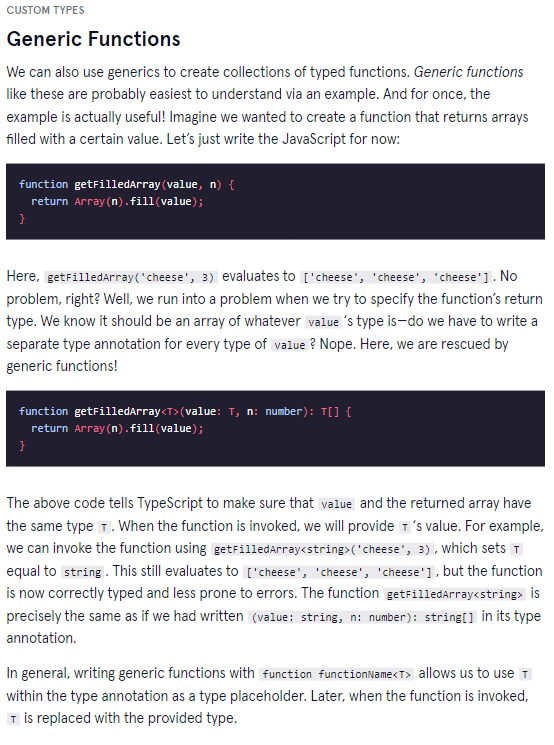 CUSTOM TYPES
Generic Functions
We can also use generics to create collections of typed functions. Generic functions
like these are probably easiest to understand via an example. And for once, the
example is actually useful! Imagine we wanted to create a function that returns arrays
filled with a certain value. Let’s just write the JavaScript for now:
function getFilledArray(value, n) {
  return Array(n).fill(value);
}
Here, getFilledArray('cheese', 3) evaluates to ['cheese', 'cheese', 'cheese']. No
problem, right? Well, we run into a problem when we try to specify the function’s return
type. We know it should be an array of whatever value ‘s type is—do we have to write a
separate type annotation for every type of value ? Nope. Here, we are rescued by
generic functions!
function getFilledArray<T>(value: T, n: number): T[] {
  return Array(n).fill(value);
}
The above code tells TypeScript to make sure that value and the returned array have
the same type T . When the function is invoked, we will provide T ‘s value. For example,
we can invoke the function using getFilledArray<string>('cheese', 3) , which sets T
equal to string . This still evaluates to ['cheese', 'cheese', 'cheese'] , but the function
is now correctly typed and less prone to errors. The function getFilledArray<string> is
precisely the same as if we had written (value: string, n: number): string[] in its type
annotation.
In general, writing generic functions with function functionName<T> allows us to use T
within the type annotation as a type placeholder. Later, when the function is invoked,
T is replaced with the provided type.